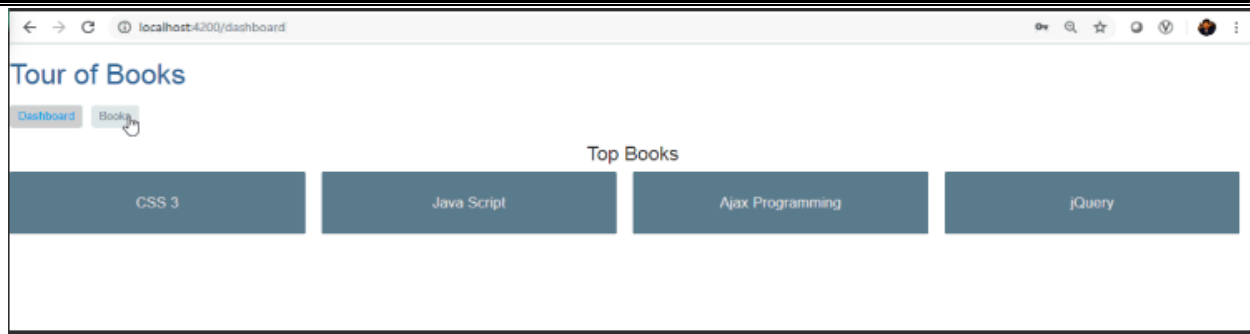 localhost:4200/dashboard
Tour of Books
Dashboard Books
Top Books
CSS 3 Java Script Ajax Programming jQuery